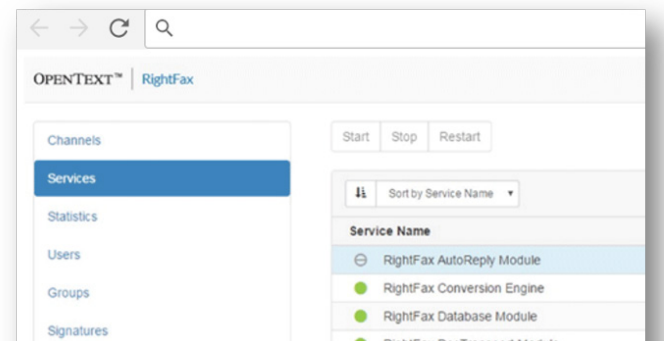 OPENTEXT™ | RightFax
Channels
Services
Statistics
Users
Groups
Signatures
Start Stop Restart
Sort by Service Name
Service Name
RightFax AutoReply Module
RightFax Conversion Engine
RightFax Database Module